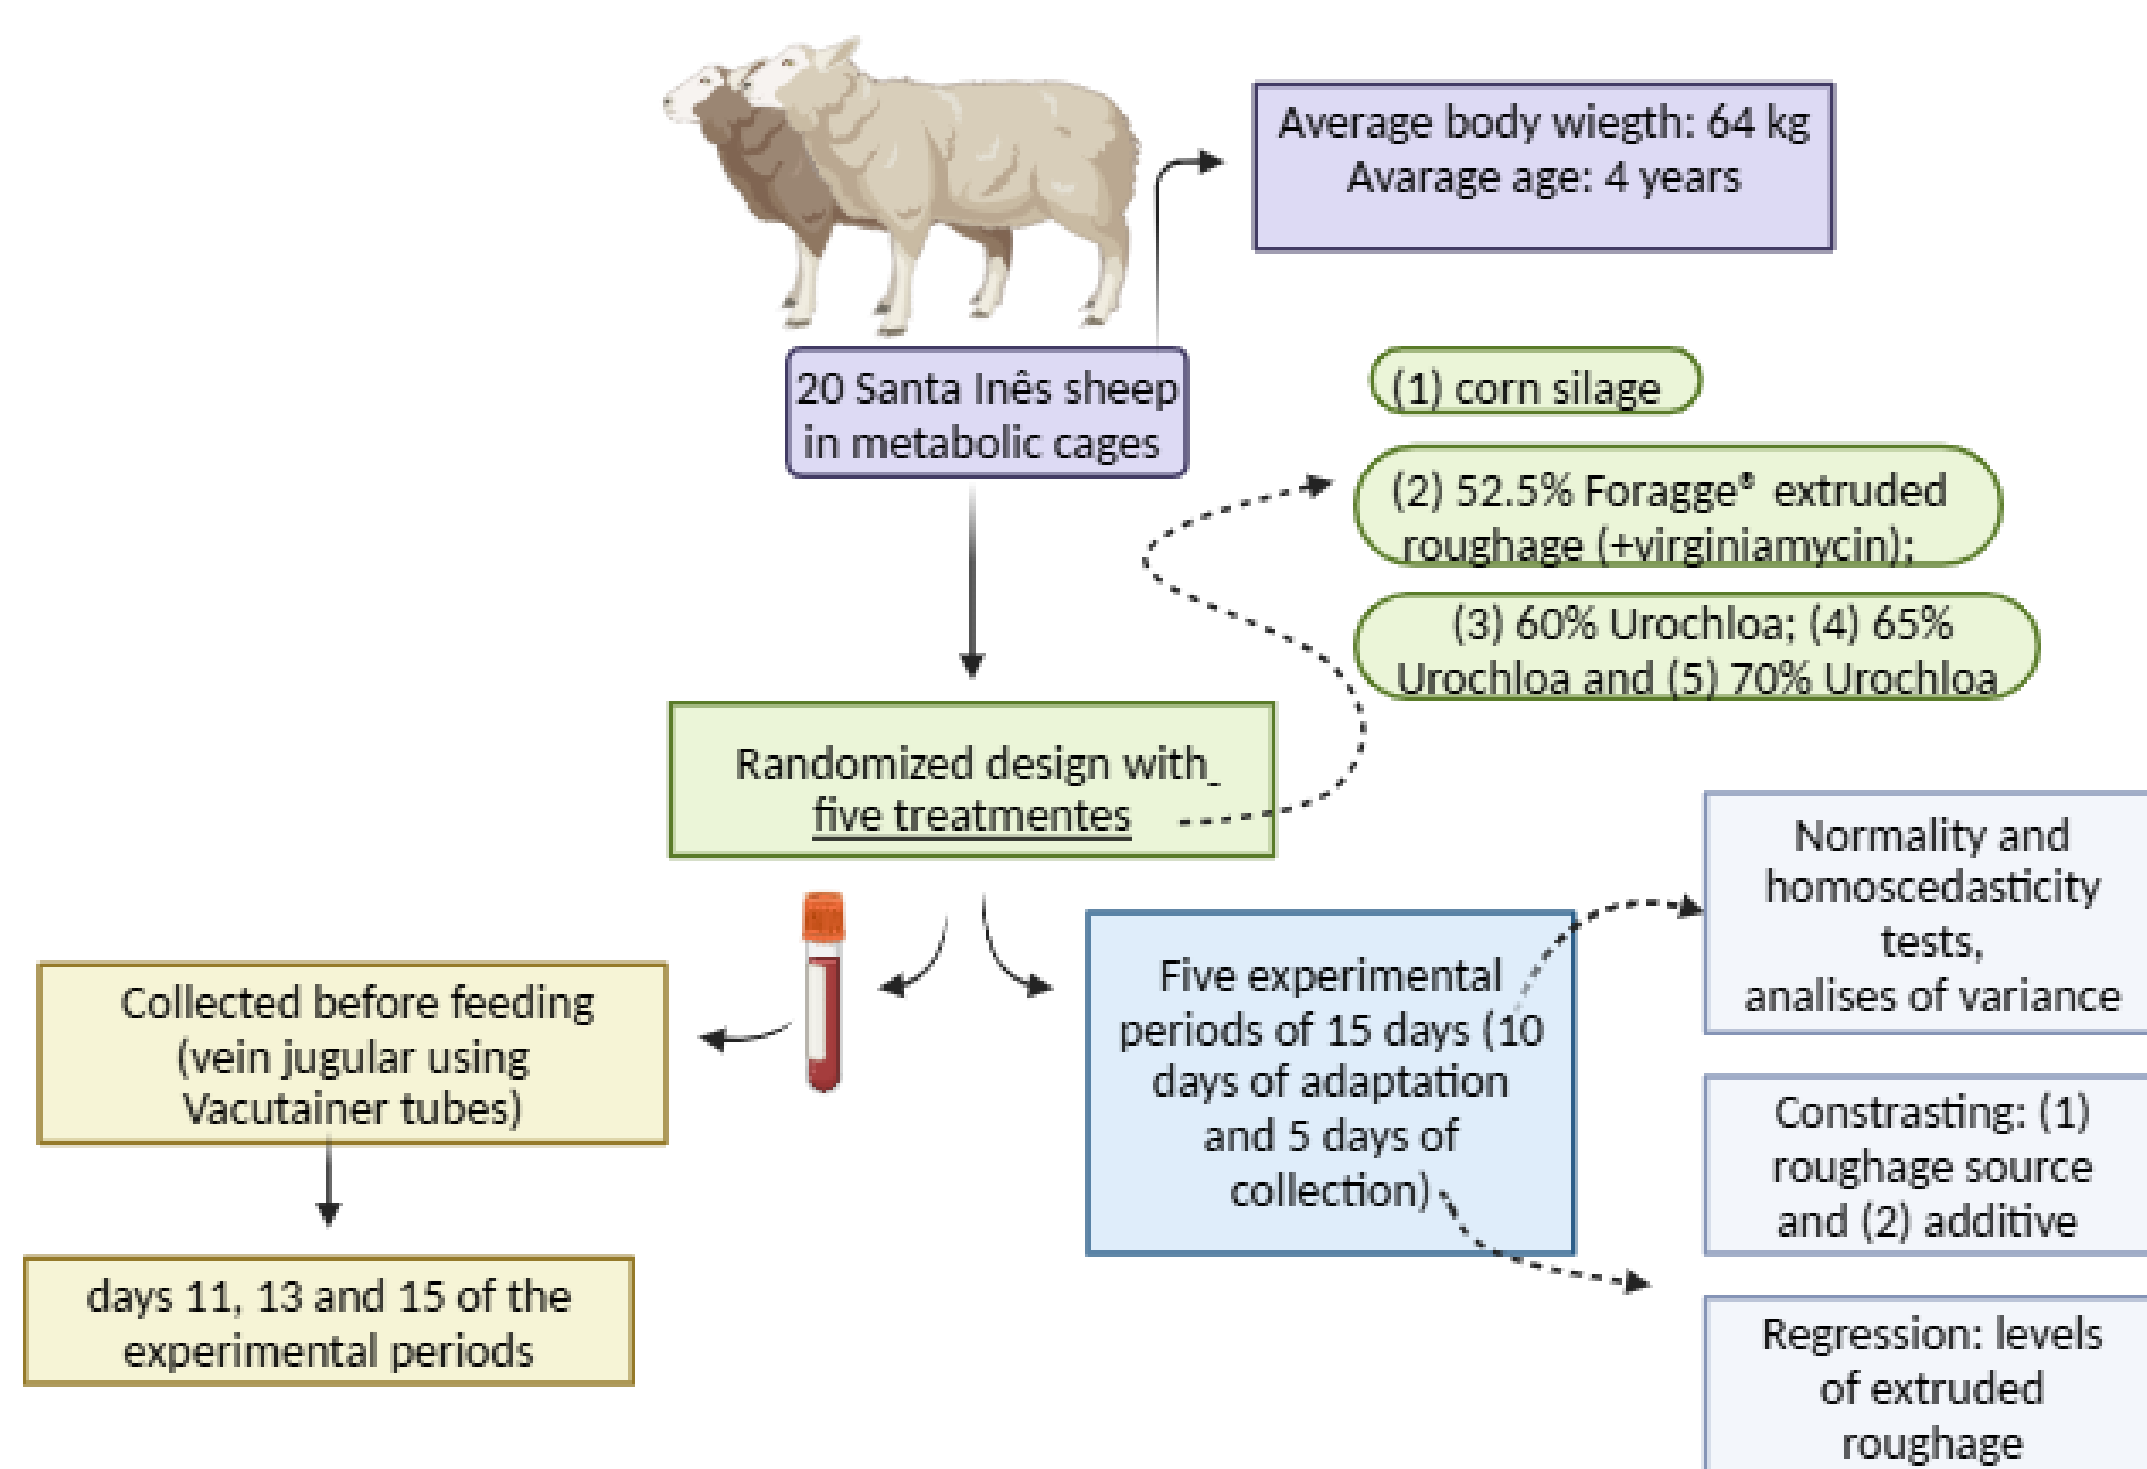 Average body wiegth: 64 kg
Avarage age: 4 years
20 Santa Inês sheep
in metabolic cages
(1) corn silage
(2) 52.5% Foragge® extruded
roughage (+virginiamycin);
(3) 60% Urochloa; (4) 65%
Urochloa and (5) 70% Urochloa
Randomized design with
five treatmentes
Collected before feeding
(vein jugular using
Vacutainer tubes)
days 11, 13 and 15 of the
experimental periods
Five experimental
periods of 15 days (10
days of adaptation
and 5 days of
collection)
Normality and
homoscedasticity
tests,
analises of variance
Constrasting: (1)
roughage source
and (2) additive
Regression: levels
of extruded
roughage